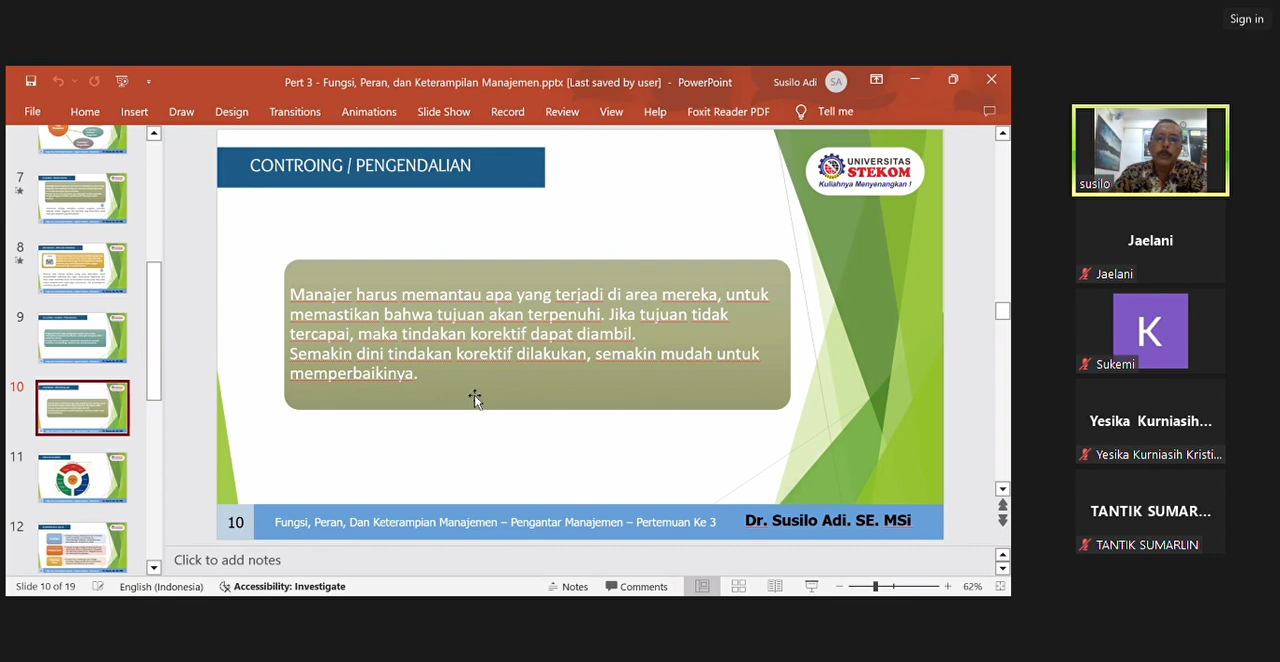 Sign in
Pert 3 - Fungsi, Peran, dan Keterampilan Manajemen.pptx [Last saved by user] - PowerPoint
Susilo Adi
SA
File
Home
Insert
Draw
Design
Transitions
Animations
Slide Show
Record
Review
View
Help
Foxit Reader PDF
Tell me
7
8
9
10
11
12
CONTROING / PENGENDALIAN
UNIVERSITAS
STEKOM
Kuliahnya Menyenangkan !
Manajer harus memantau apa yang terjadi di area mereka, untuk
memastikan bahwa tujuan akan terpenuhi. Jika tujuan tidak
tercapai, maka tindakan korektif dapat diambil.
Semakin dini tindakan korektif dilakukan, semakin mudah untuk
memperbaikinya.
10
Fungsi, Peran, Dan Keterampian Manajemen – Pengantar Manajemen – Pertemuan Ke 3
Dr. Susilo Adi. SE. MSi
Click to add notes
Slide 10 of 19
English (Indonesia)
Accessibility: Investigate
Notes
Comments
62%
susilo
Jaelani
Jaelani
K
Sukemi
Yesika Kurniasih...
Yesika Kurniasih Kristi...
TANTIK SUMAR...
TANTIK SUMARLIN